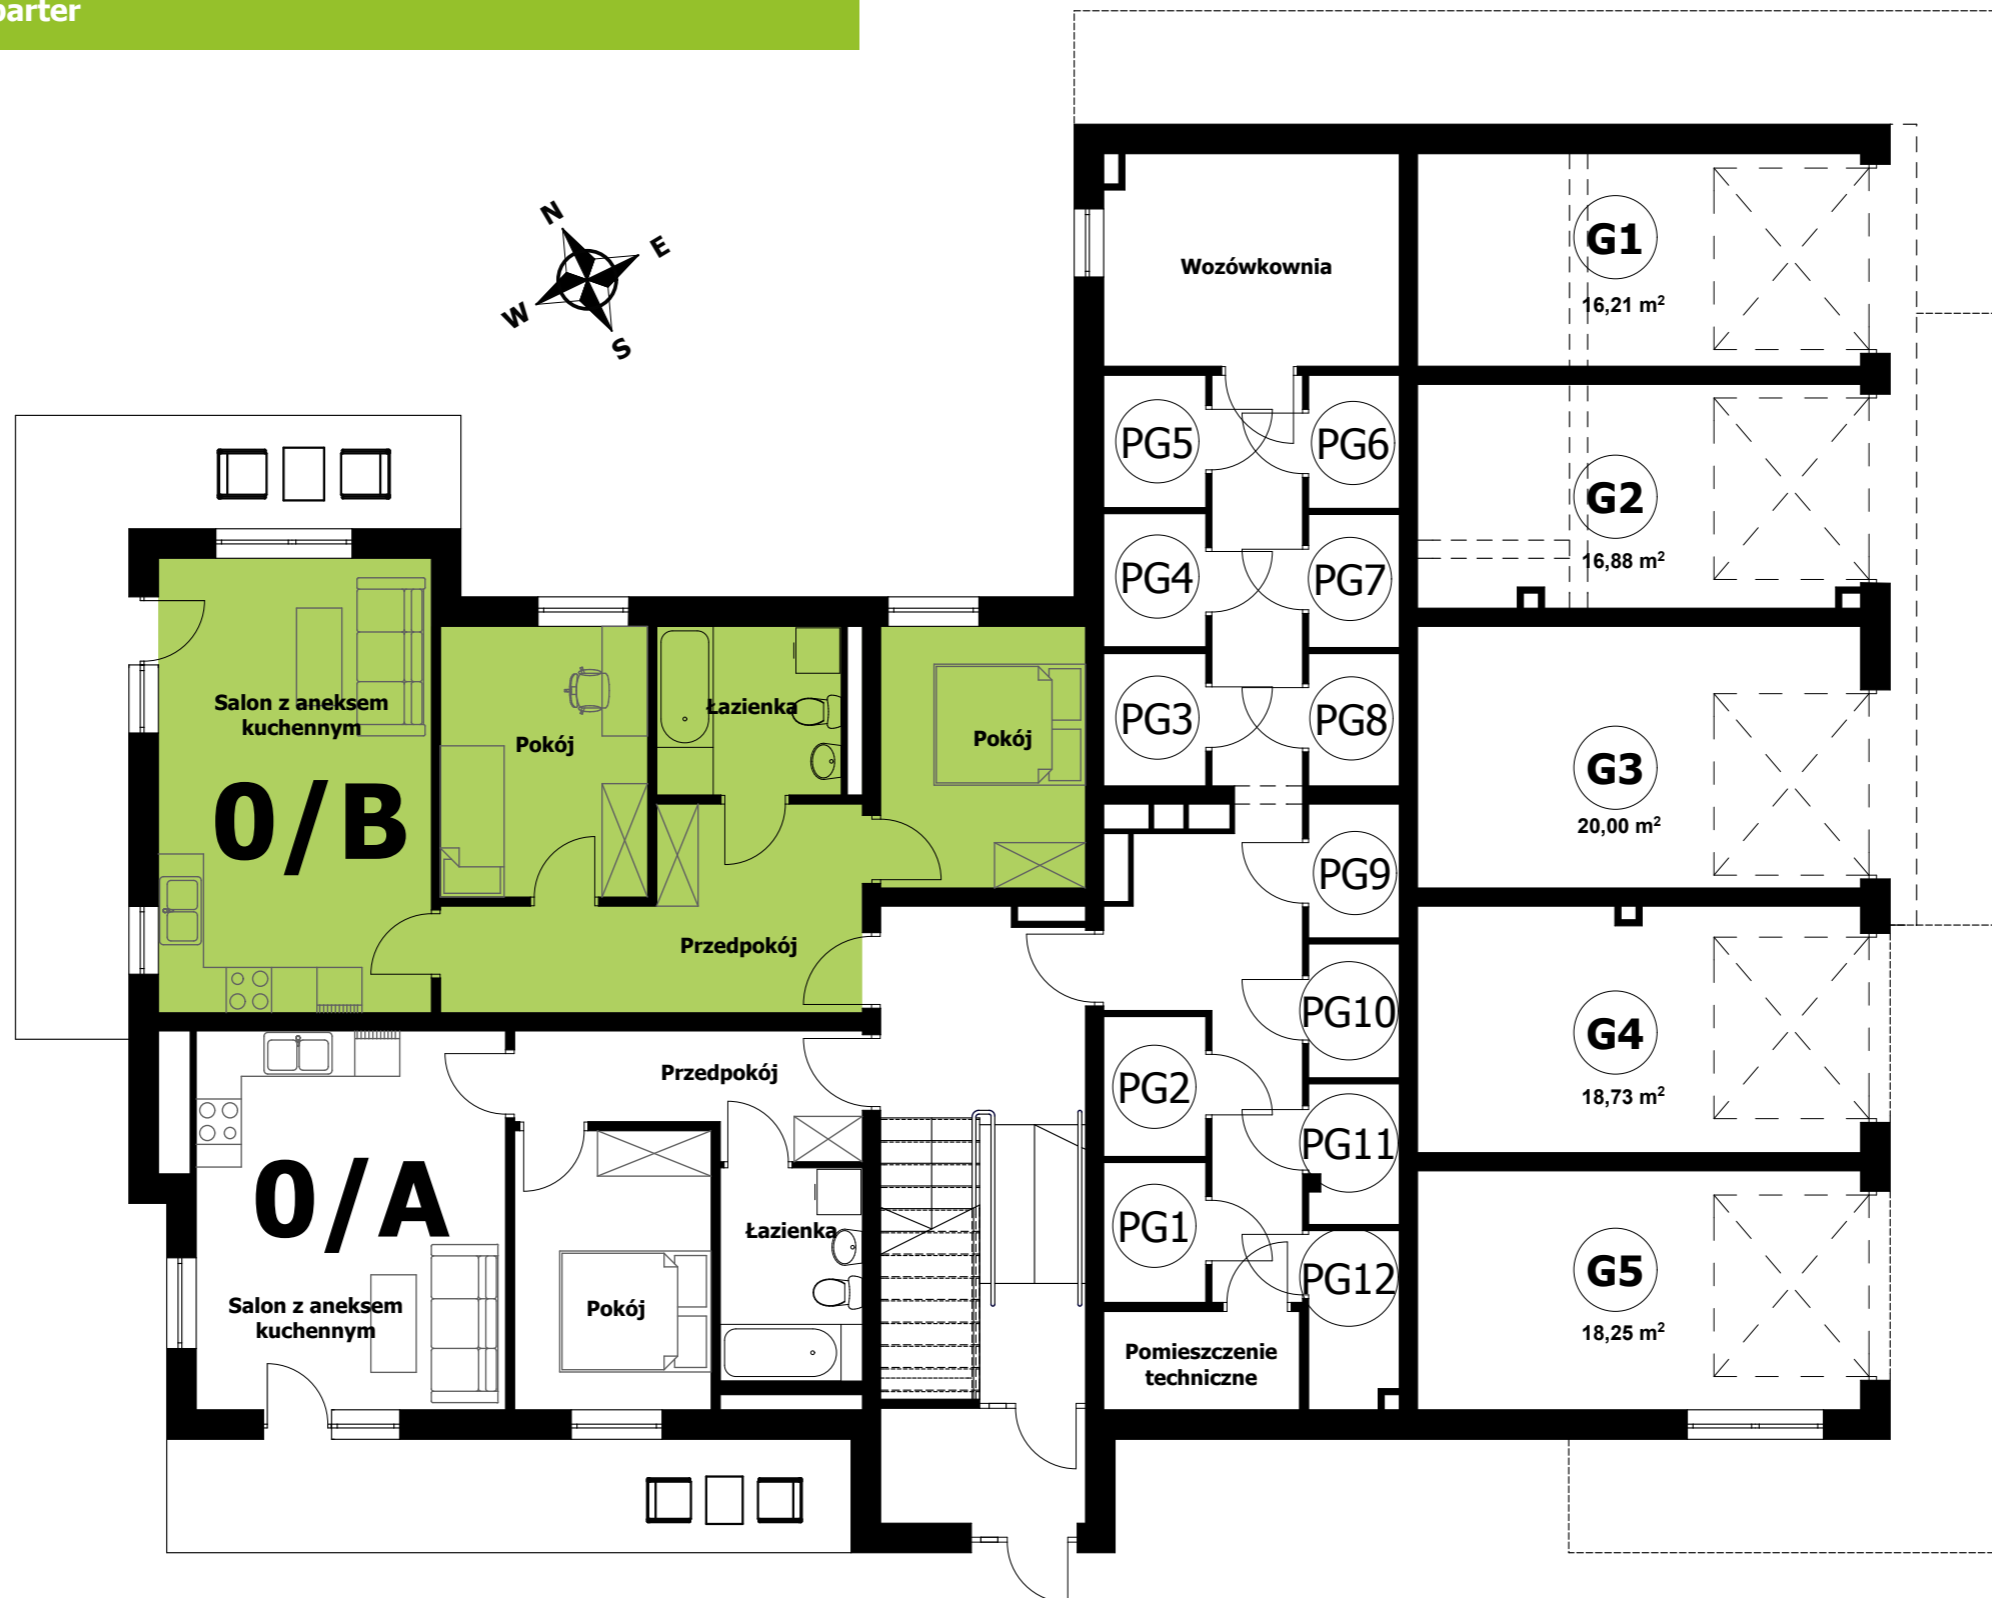 parter
N
E
W
S
Wozówkownia
G1
16,21 m²
PG5
PG6
G2
16,88 m²
PG4
PG7
PG3
PG8
G3
20,00 m²
Salon z aneksem
kuchennym
0/B
Pokój
Łazienka
Pokój
Przedpokój
PG9
PG10
G4
18,73 m²
Przedpokój
PG2
PG11
0/A
Salon z aneksem
kuchennym
Pokój
Łazienka
PG1
PG12
G5
18,25 m²
Pomieszczenie
techniczne